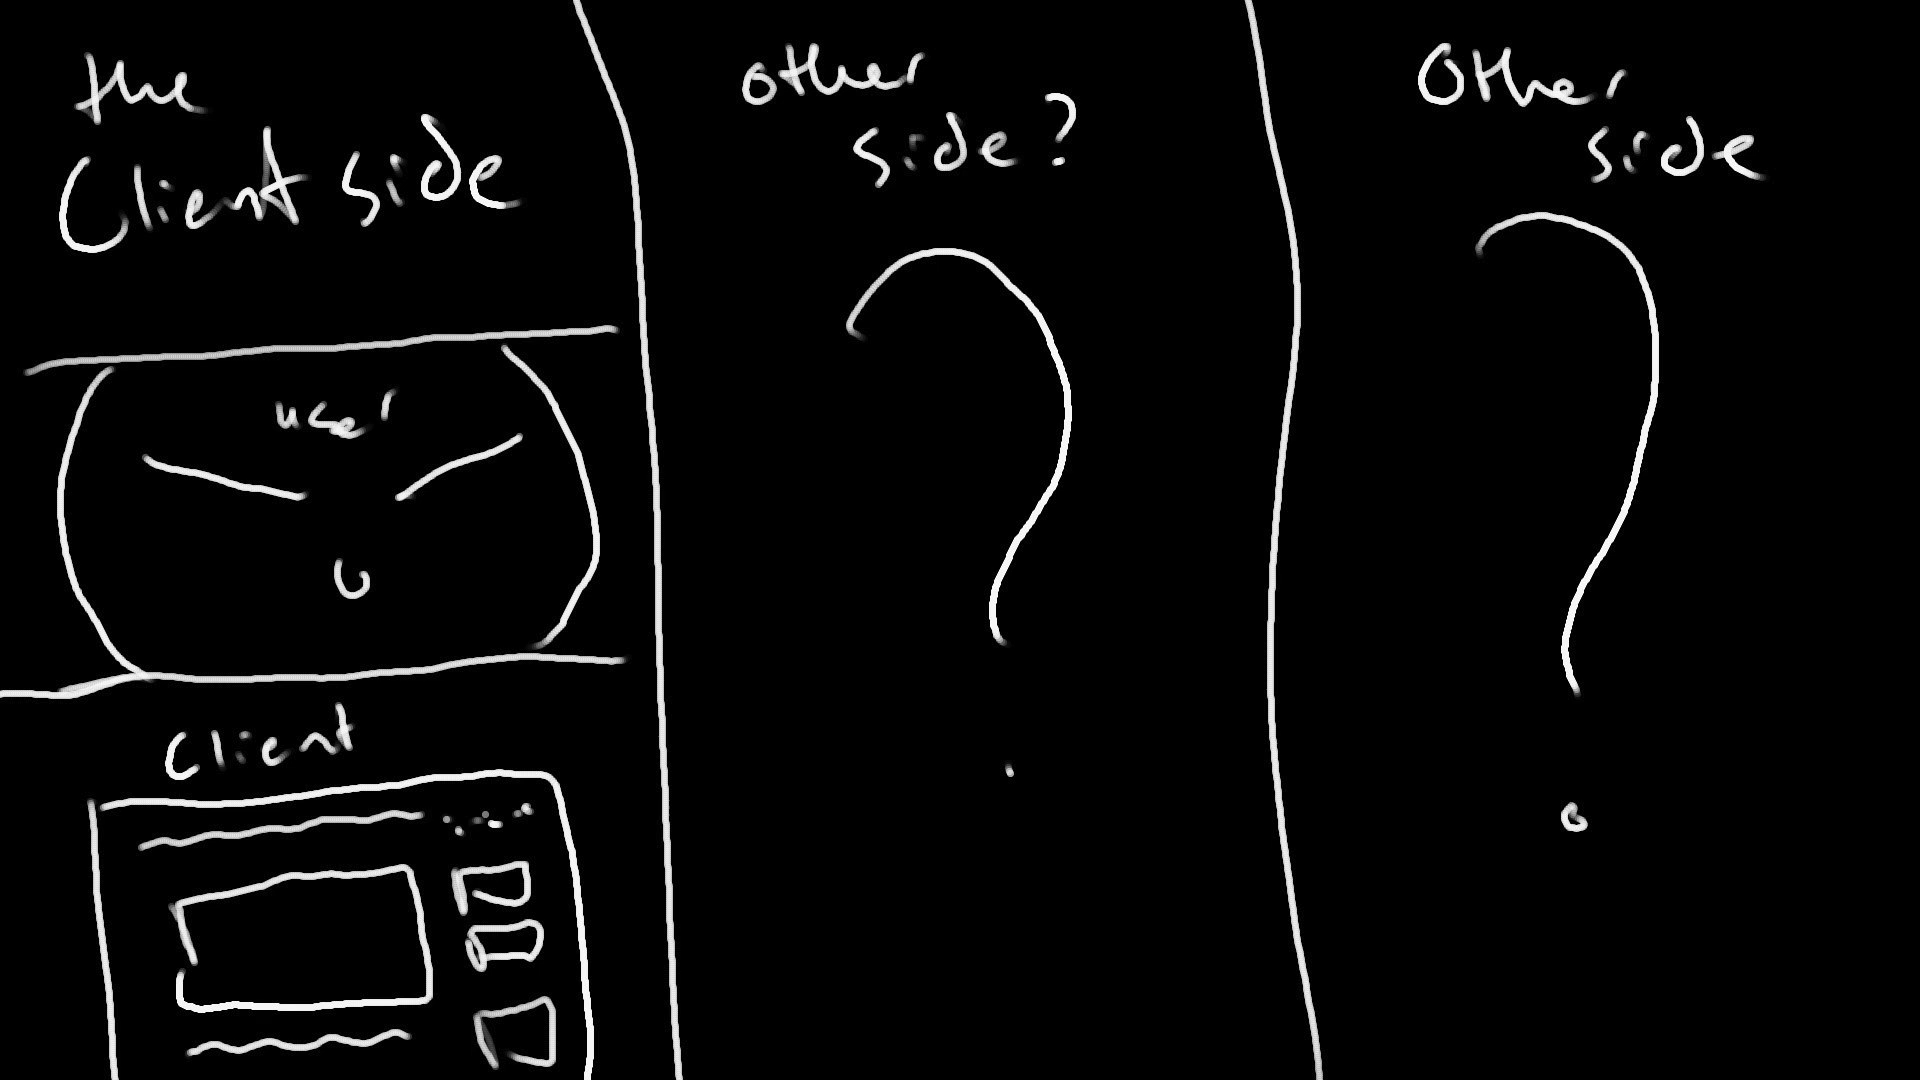 the
Client side
user
Client
other
side?
?
Other
side
?